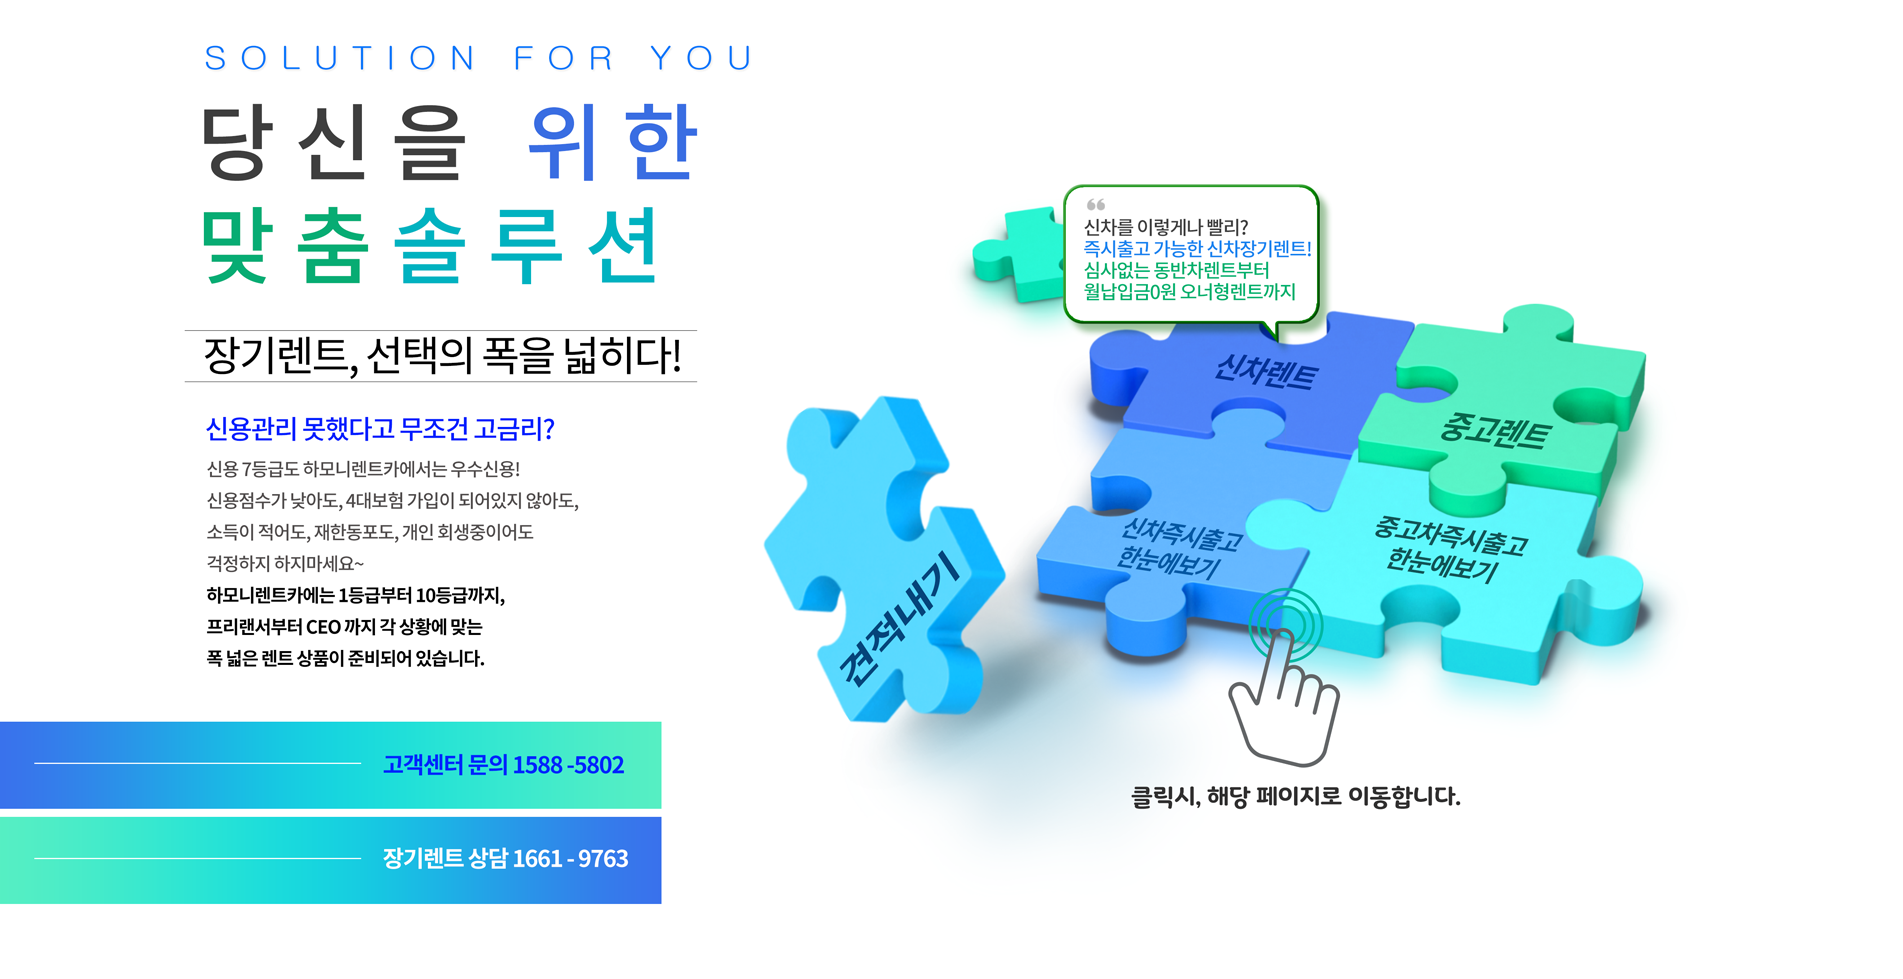 SOLUTION FOR YOU
당신을 위한
맞춤솔루션
장기렌트, 선택의 폭을 넓히다!
신용관리 못했다고 무조건 고금리?
신용 7등급도 하모니렌트카에서는 우수신용!
신용점수가 낮아도, 4대보험 가입이 되어있지 않아도,
소득이 적어도, 재한동포도, 개인 회생중이어도
걱정하지 하지마세요~
하모니렌트카에는 1등급부터 10등급까지,
프리랜서부터 CEO 까지 각 상황에 맞는
폭 넓은 렌트 상품이 준비되어 있습니다.
고객센터 문의 1588 -5802
장기렌트 상담 1661 - 9763
“
신차를 이렇게나 빨리?
즉시출고 가능한 신차장기렌트!
심사없는 동반차렌트부터
월납입금0원 오너형렌트까지
신차렌트
중고렌트
신차즉시출고
한눈에보기
중고차즉시출고
한눈에보기
견적내기
클릭시, 해당 페이지로 이동합니다.